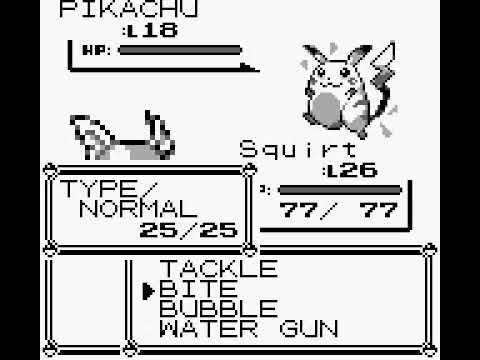 PIKACHU
:L18
HP:
Squirt
:L26
77/ 77
TYPE/
NORMAL
25/25
TACKLE
BITE
BUBBLE
WATER GUN